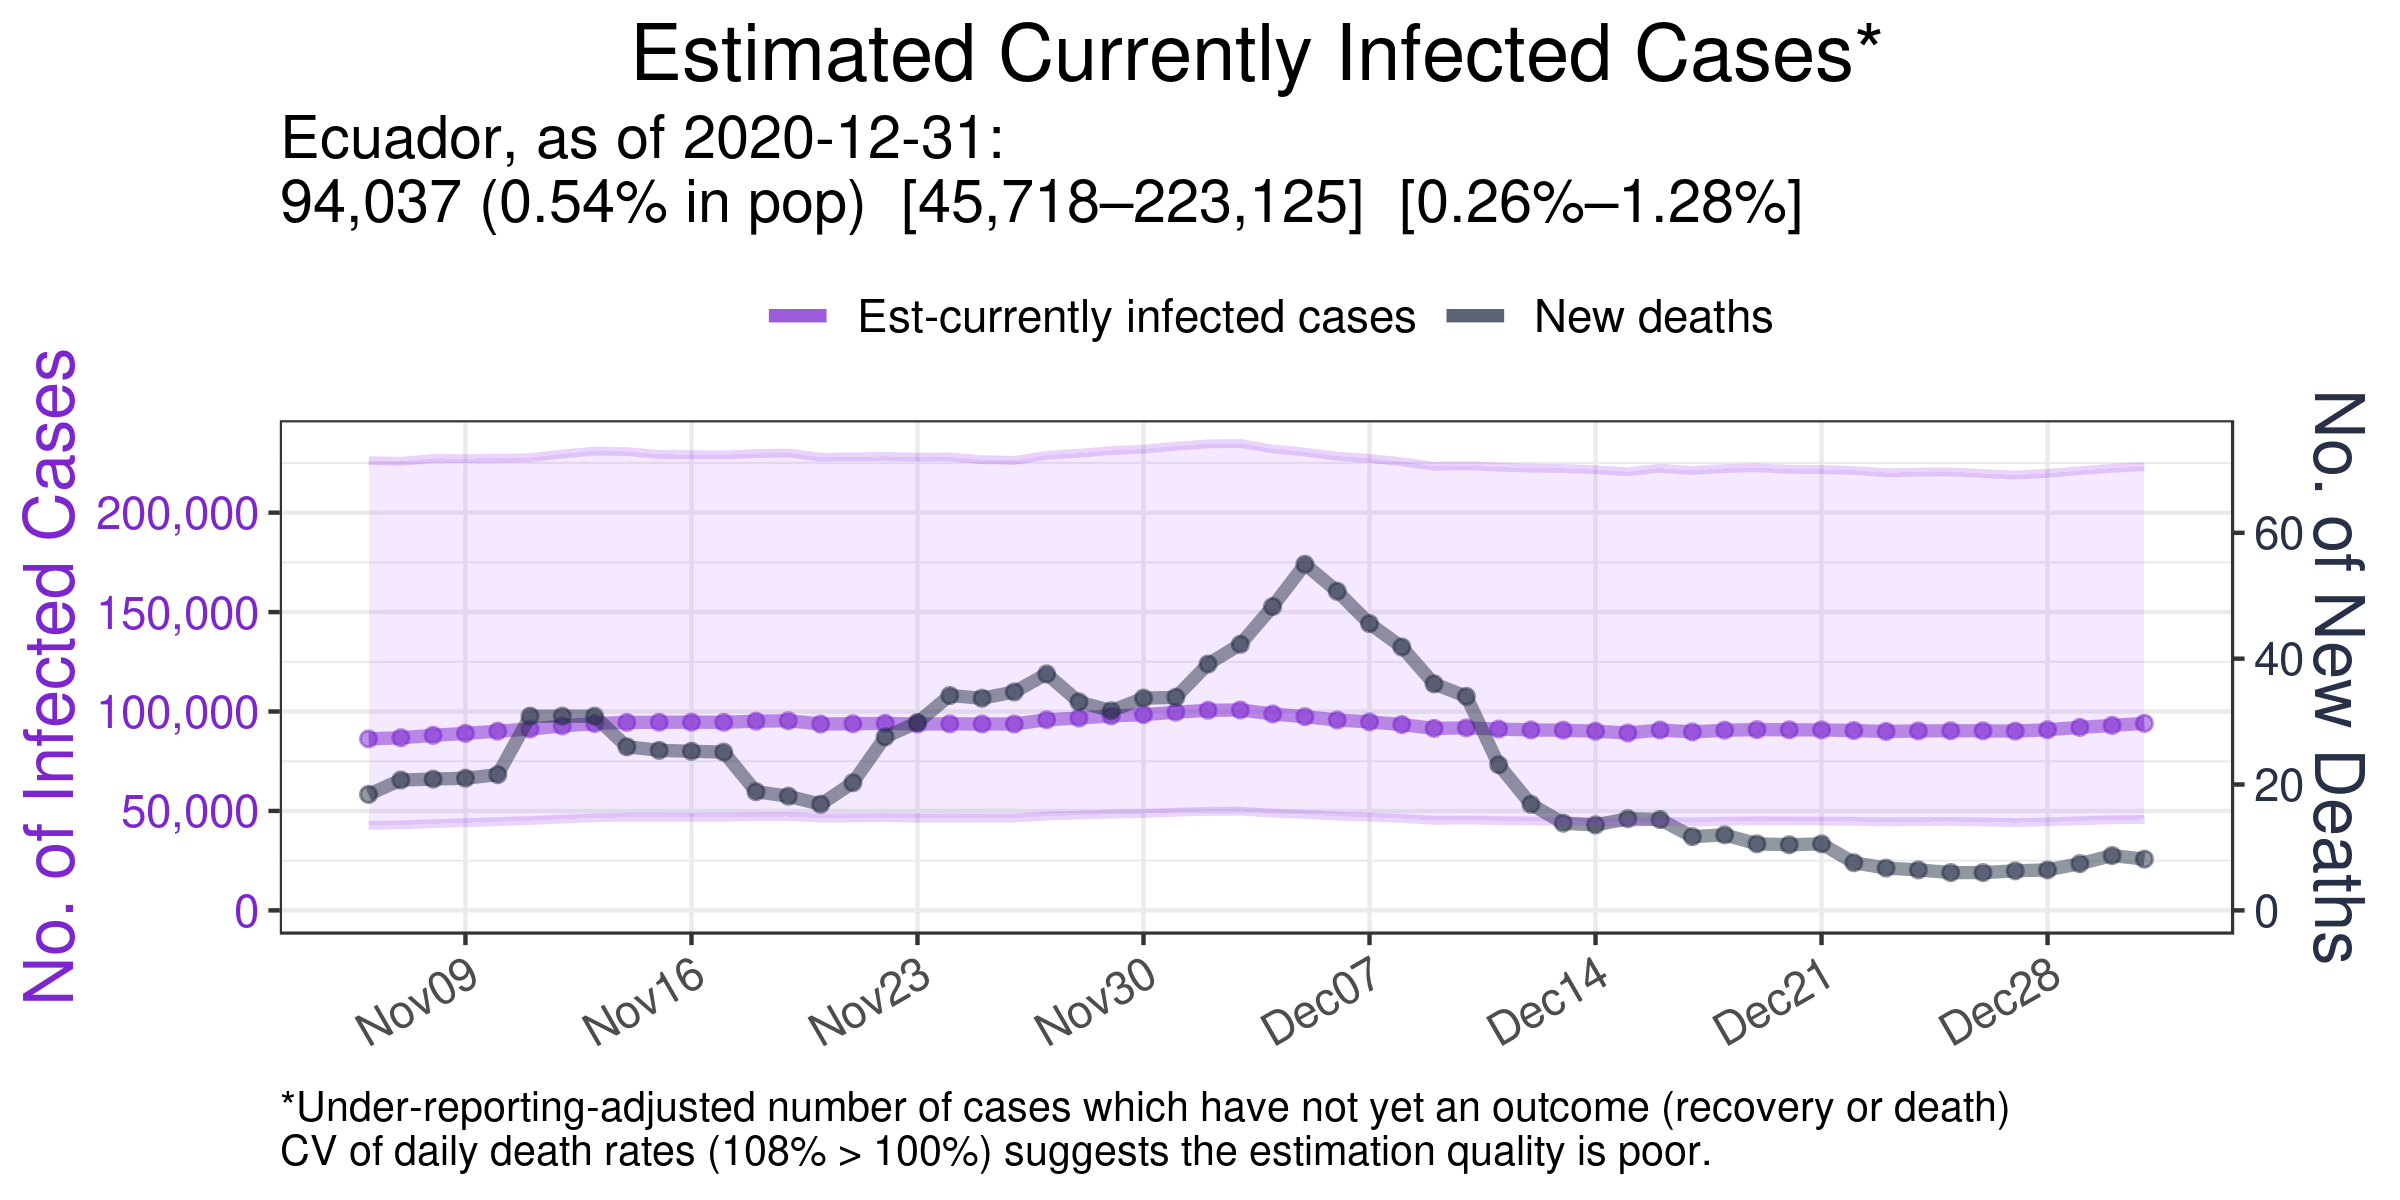 Estimated Currently Infected Cases*
Ecuador, as of 2020-12-31:
94,037 (0.54% in pop)  [45,718–223,125]  [0.26%–1.28%]
Est-currently infected cases
New deaths
No. of Infected Cases
200,000
150,000
100,000
50,000
0
60
40
20
0
No. of New Deaths
Nov09
Nov16
Nov23
Nov30
Dec07
Dec14
Dec21
Dec28
*Under-reporting-adjusted number of cases which have not yet an outcome (recovery or death)
CV of daily death rates (108% > 100%) suggests the estimation quality is poor.